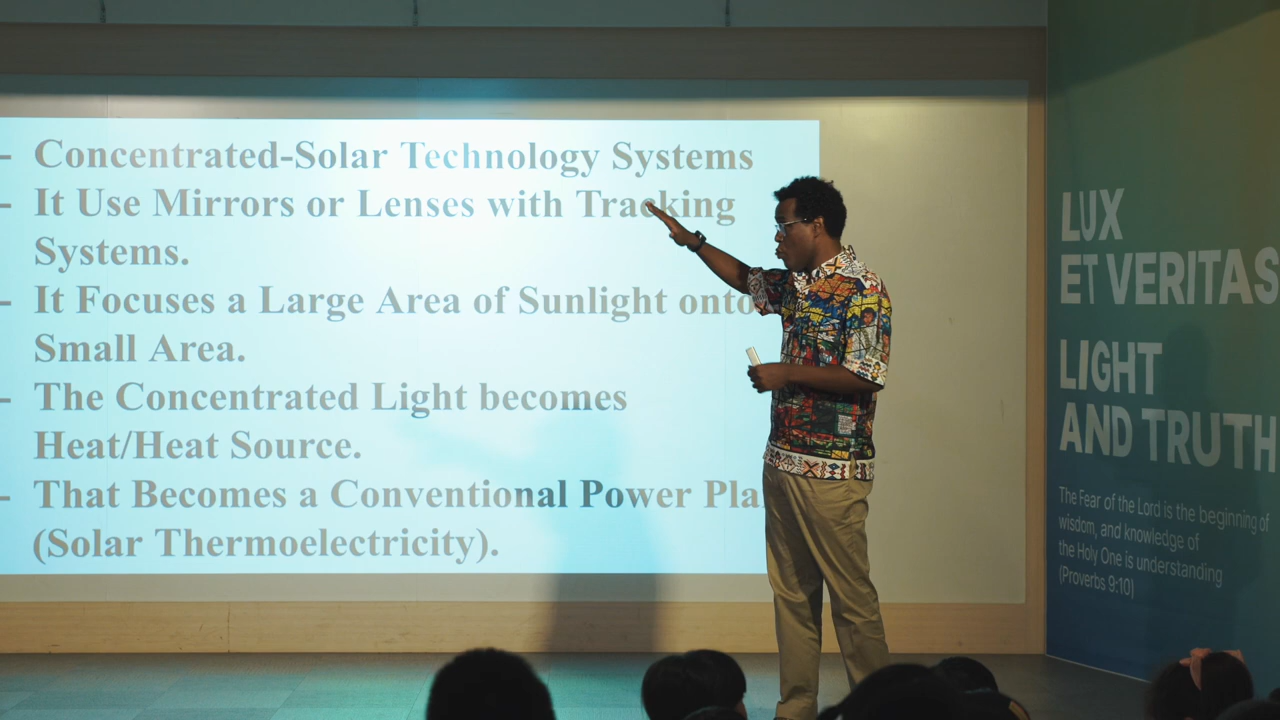 - Concentrated-Solar Technology Systems
- It Use Mirrors or Lenses with Tracking
Systems.
- It Focuses a Large Area of Sunlight onto
Small Area.
- The Concentrated Light becomes
Heat/Heat Source.
- That Becomes a Conventional Power
(Solar Thermoelectricity).
LUX
ET VERITAS
LIGHT
AND TRUTH
The Fear of the Lord is the beginning of
wisdom, and knowledge of
the Holy One is understanding
(Proverbs 9:10)